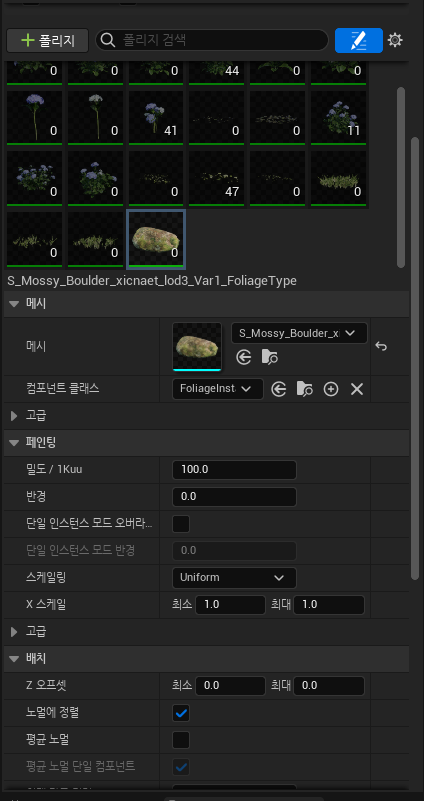 폴리지 폴리지 검색
0 0 0 44 0 0
0 0 41 0 0 11
0 0 0 47 0 0
0 0 0
S_Mossy_Boulder_xicnaet_lod3_Var1_FoliageType
메시
메시 S_Mossy_Boulder_x
컴포넌트 클래스 FoliageInst
고급
페인팅
밀도 / 1Kuu 100.0
반경 0.0
단일 인스턴스 모드 오버라...
단일 인스턴스 모드 반경 0.0
스케일링 Uniform
X 스케일 최소 1.0 최대 1.0
고급
배치
Z 오프셋 최소 0.0 최대 0.0
노멀에 정렬
평균 노멀
평균 노멀 단일 컴포넌트